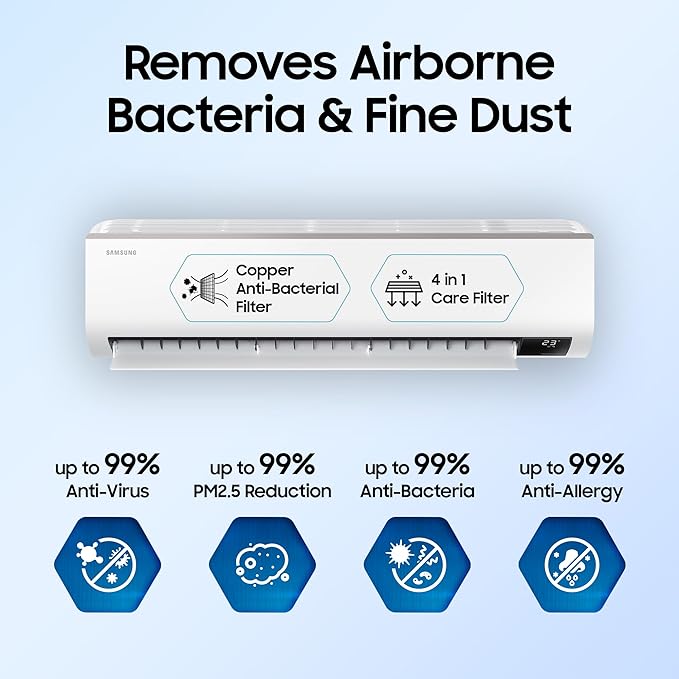 Removes Airborne
Bacteria & Fine Dust
SAMSUNG
Copper
Anti-Bacterial
Filter
4 in 1
Care Filter
23°
up to 99%
Anti-Virus
up to 99%
PM2.5 Reduction
up to 99%
Anti-Bacteria
up to 99%
Anti-Allergy